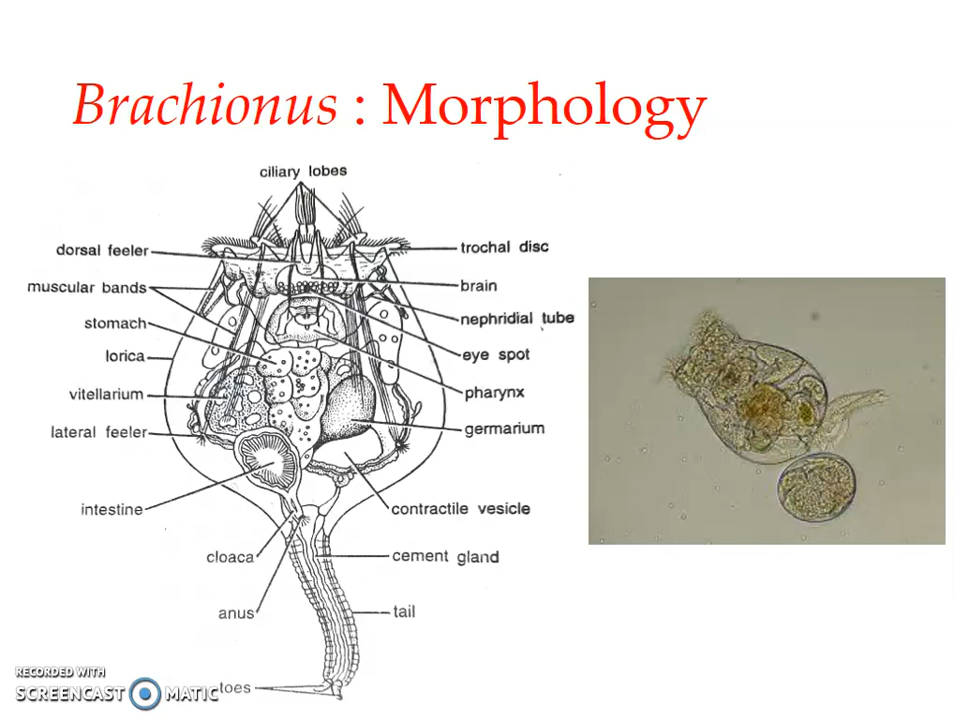 Brachionus : Morphology
ciliary lobes
dorsal feeler
trochal disc
muscular bands
brain
stomach
nephridial tube
lorica
eye spot
vitellarium
pharynx
lateral feeler
germarium
intestine
contractile vesicle
cloaca
cement gland
anus
tail
toes
RECORDED WITH
SCREENCAST MATIC